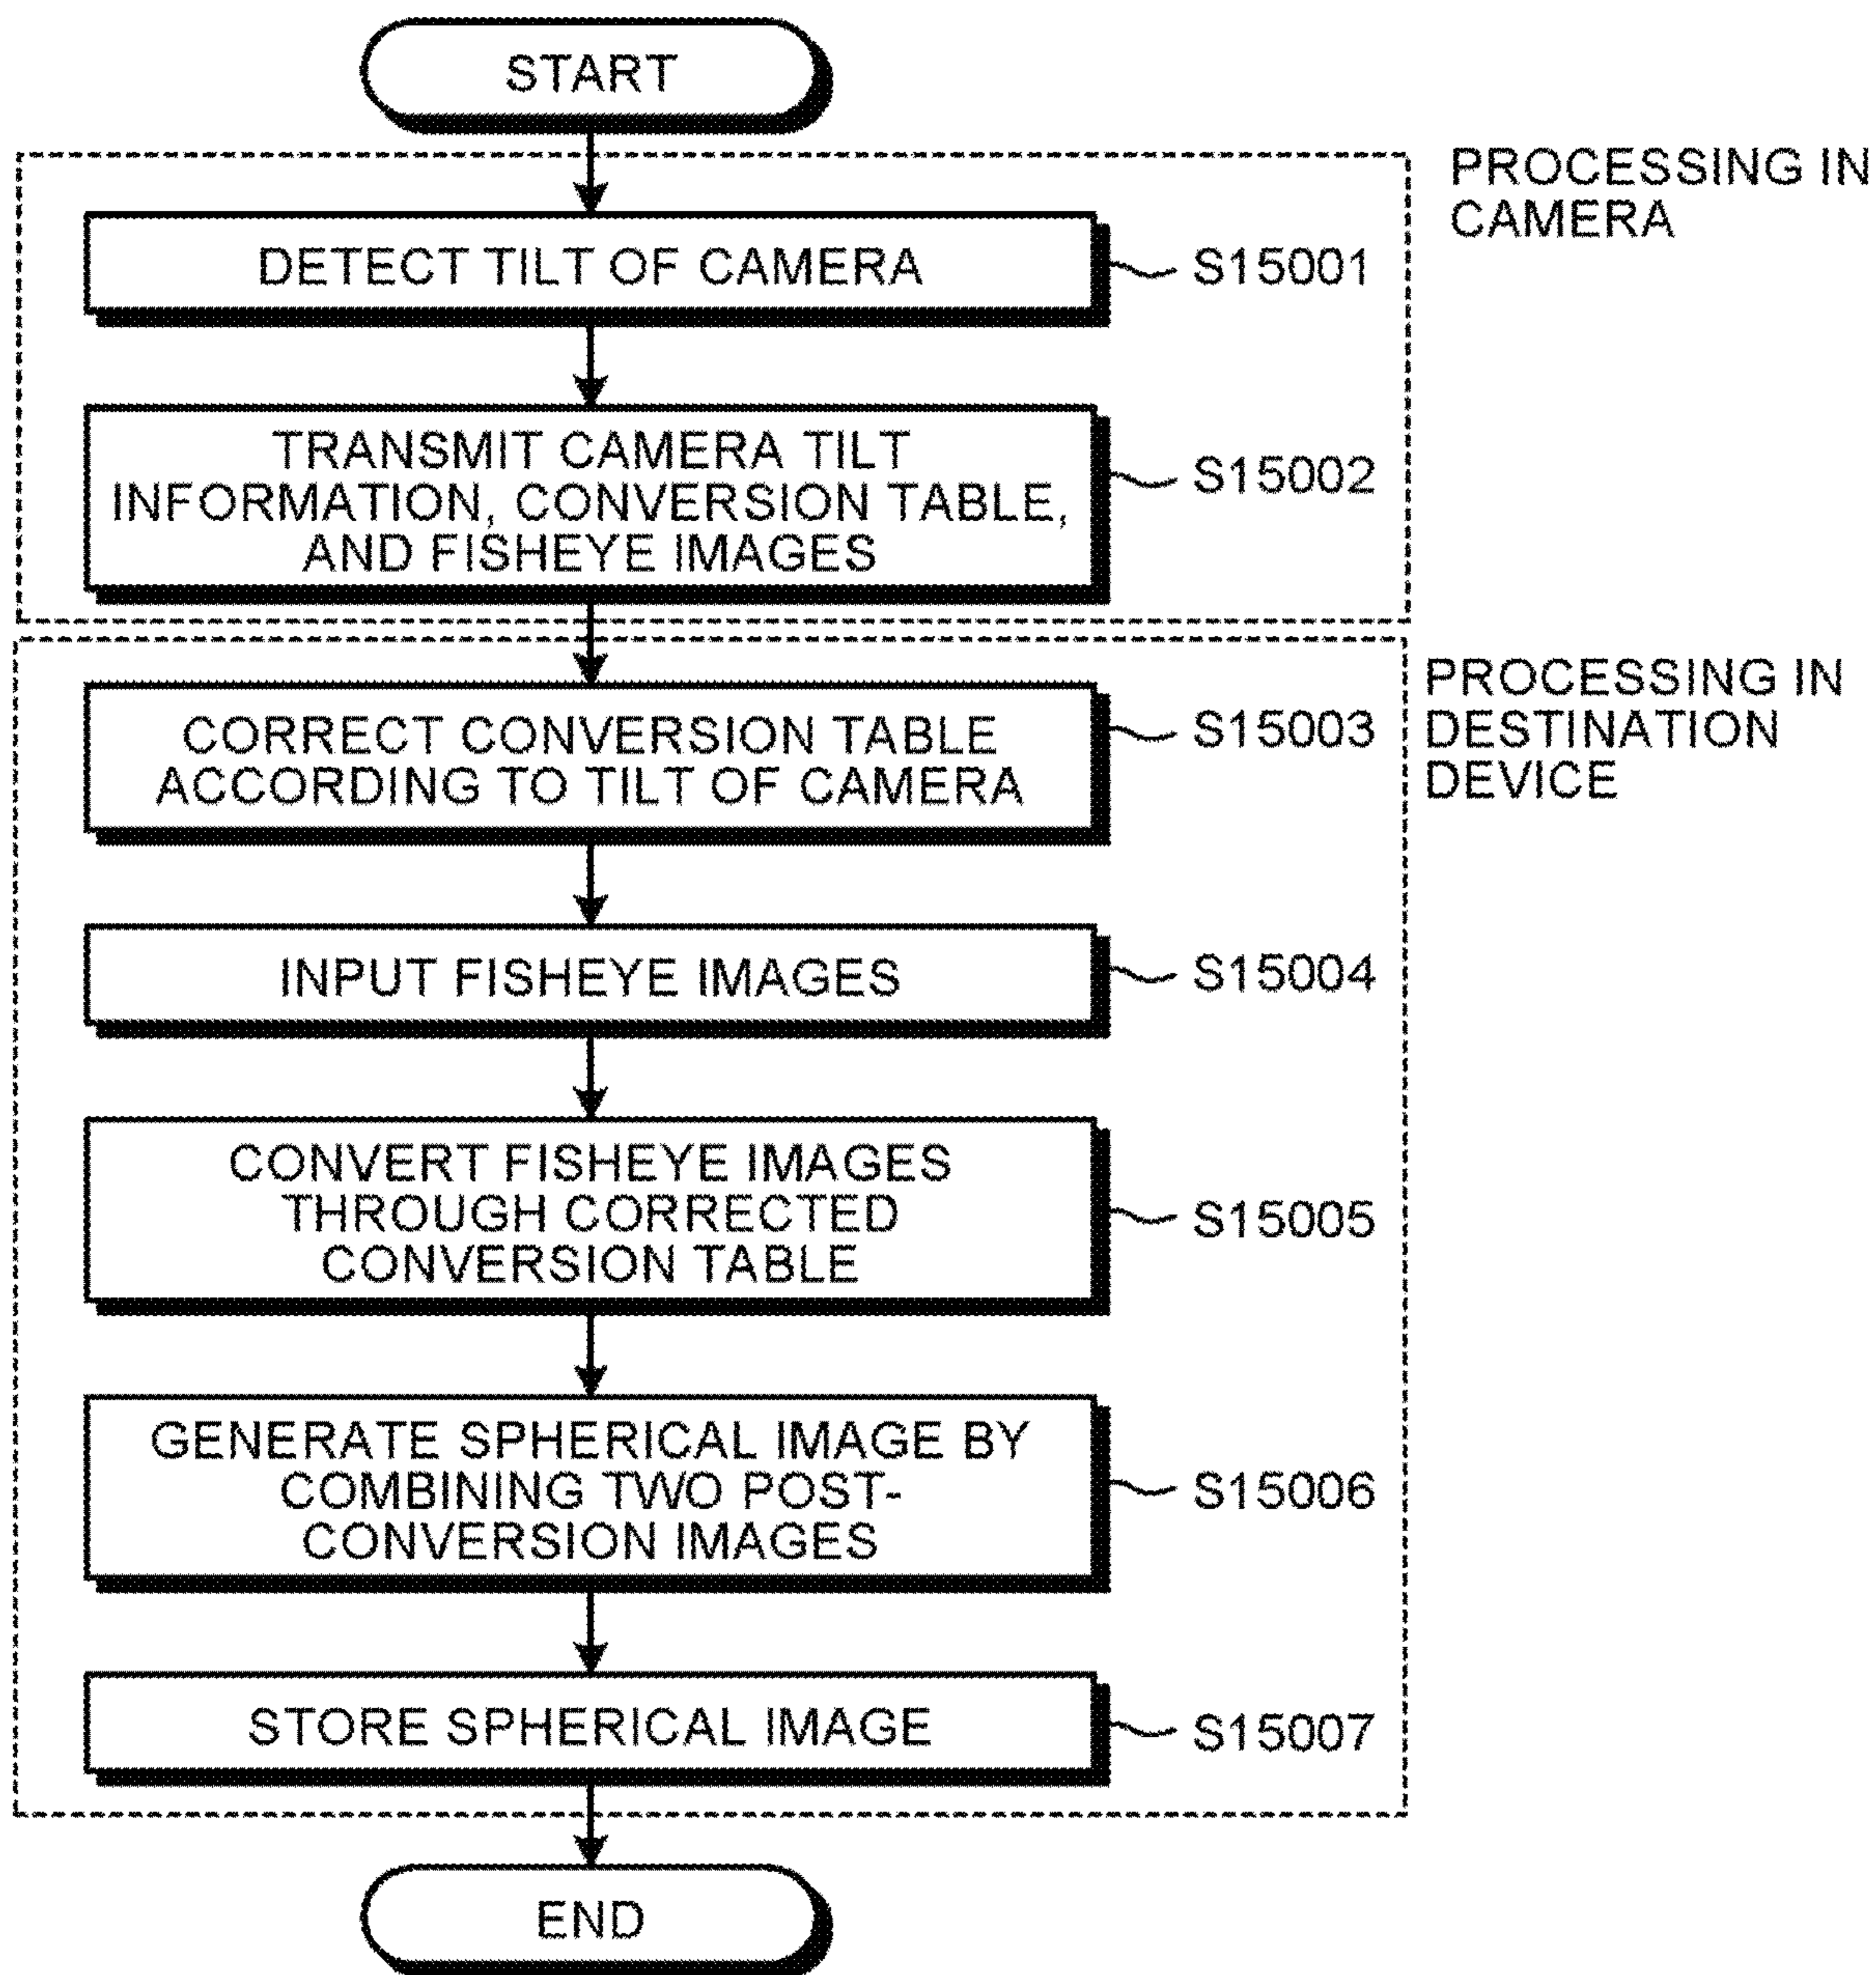 START
PROCESSING IN
CAMERA
DETECT TILT OF CAMERA
S15001
TRANSMIT CAMERA TILT
INFORMATION, CONVERSION TABLE,
AND FISHEYE IMAGES
S15002
PROCESSING IN
DESTINATION
DEVICE
CORRECT CONVERSION TABLE
ACCORDING TO TILT OF CAMERA
S15003
INPUT FISHEYE IMAGES
S15004
CONVERT FISHEYE IMAGES
THROUGH CORRECTED
CONVERSION TABLE
S15005
GENERATE SPHERICAL IMAGE BY
COMBINING TWO POST-
CONVERSION IMAGES
S15006
STORE SPHERICAL IMAGE
S15007
END